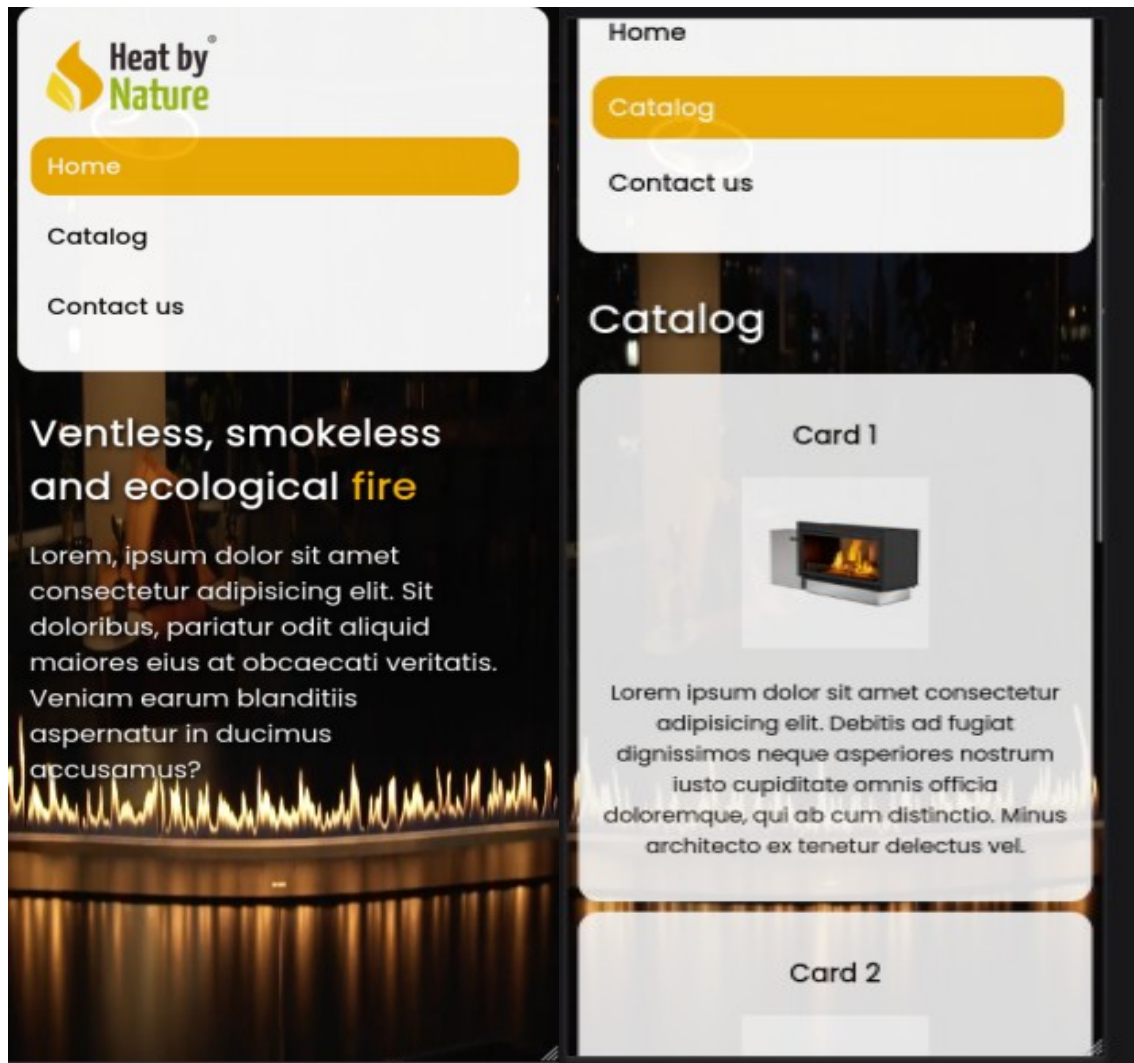 Heat by®
Nature
Home
Catalog
Contact us
Ventless, smokeless
and ecological fire
Lorem, ipsum dolor sit amet
consectetur adipisicing elit. Sit
doloribus, pariatur odit aliquid
maiores eius at obcaecati veritatis.
Veniam earum blanditiis
aspernatur in ducimus
accusamus?
Home
Catalog
Contact us
Catalog
Card 1
Lorem ipsum dolor sit amet consectetur
adipisicing elit. Debitis ad fugiat
dignissimos neque asperiores nostrum
iusto cupiditate omnis officia
doloremque, qui ab cum distinctio. Minus
architecto ex tenetur delectus vel.
Card 2